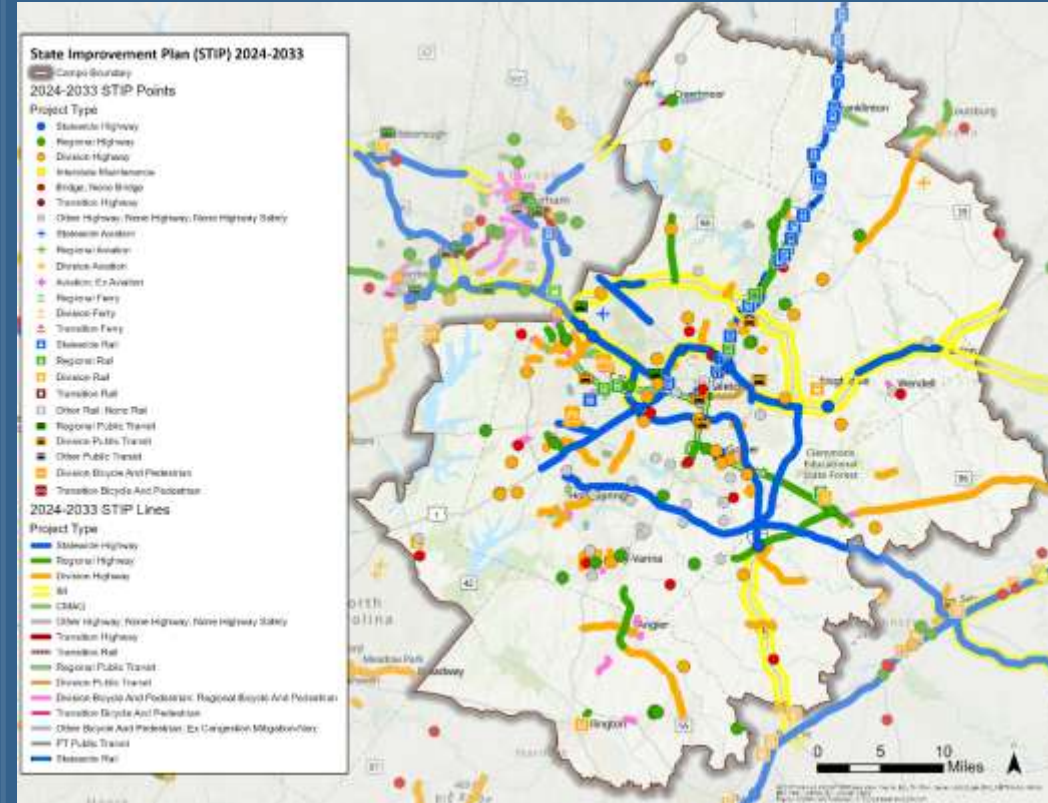 State Improvement Plan (STIP) 2024-2033
Campo Boundary
2024-2033 STIP Points
Project Type
Statewide Highway
Regional Highway
Division Highway
Interstate Maintenance
Bridge, None Bridge
Transition Highway
Other Highway, None Highway, None Highway Safety
Statewide Aviation
Regional Aviation
Division Aviation
Aviation, Ex Aviation
Regional Ferry
Division Ferry
Transition Ferry
Statewide Rail
Regional Rail
Division Rail
Transition Rail
Other Rail, None Rail
Regional Public Transit
Division Public Transit
Other Public Transit
Division Bicycle And Pedestrian
Transition Bicycle And Pedestrian
2024-2033 STIP Lines
Project Type
Statewide Highway
Regional Highway
Division Highway
IM
CMAQ
Other Highway, None Highway, None Highway Safety
Transition Highway
Transition Rail
Regional Public Transit
Division Public Transit
Division Bicycle And Pedestrian, Regional Bicycle And Pedestrian
Transition Bicycle And Pedestrian
Other Bicycle And Pedestrian, Ex Congestion Mitigation
PT Public Transit
Statewide Rail
Creedmoor
Franklinton
Louisburg
Wendell
Clemmons
Educational
State Forest
Angier
96
1
42
55
Meadow Park
0 5 10
Miles